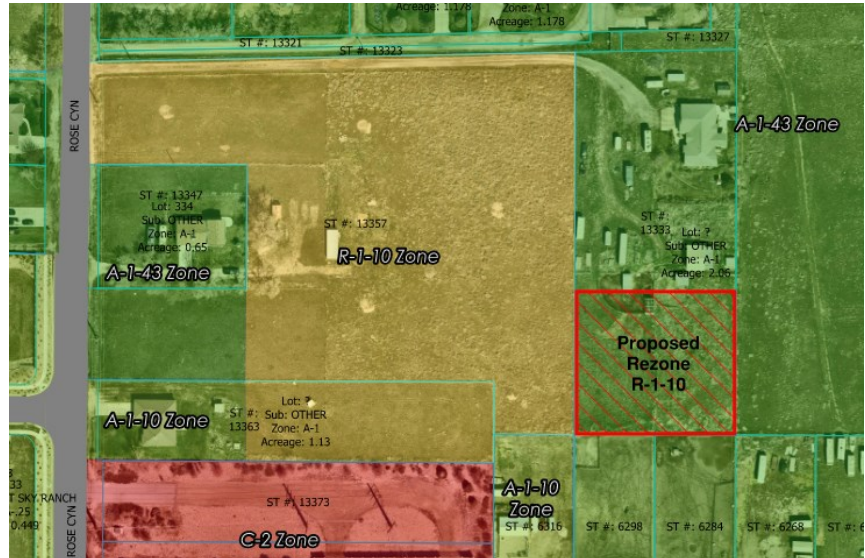 Acreage: 1.178
Zone: A-1
Acreage: 1.178
ST #: 13321
ST #: 13323
ST #: 13327
ROSE CYN
A-1-43 Zone
ST #: 13347
Lot: 334
Sub: OTHER
Zone: A-1
Acreage: 0.65
A-1-43 Zone
ST #: 13357
R-1-10 Zone
ST #:
13333
Lot: ?
Sub: OTHER
Zone: A-1
Acreage: 2.06
Proposed
Rezone
R-1-10
A-1-10 Zone
ST #:
13363
Lot: ?
Sub: OTHER
Zone: A-1
Acreage: 1.13
ST #: 13373
C-2 Zone
A-1-10
Zone
ST #: 6316
ST #: 6298
ST #: 6284
ST #: 6268
SKY RANCH
0.449
ROSE CYN